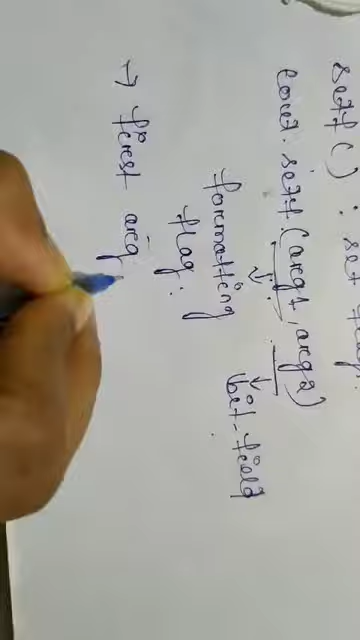 setf() : set flag.
cout. setf (arg1, arg2)
formatting bit-field
flag.
→ first arg